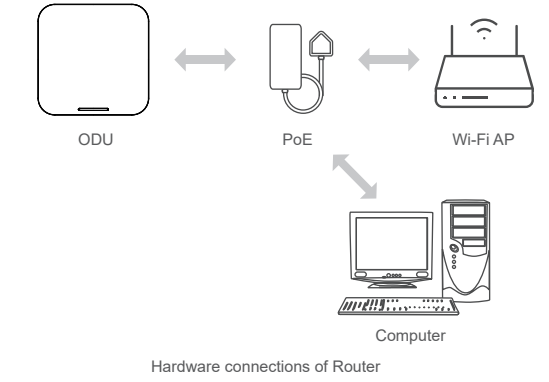 ODU
PoE
Wi-Fi AP
Computer
Hardware connections of Router